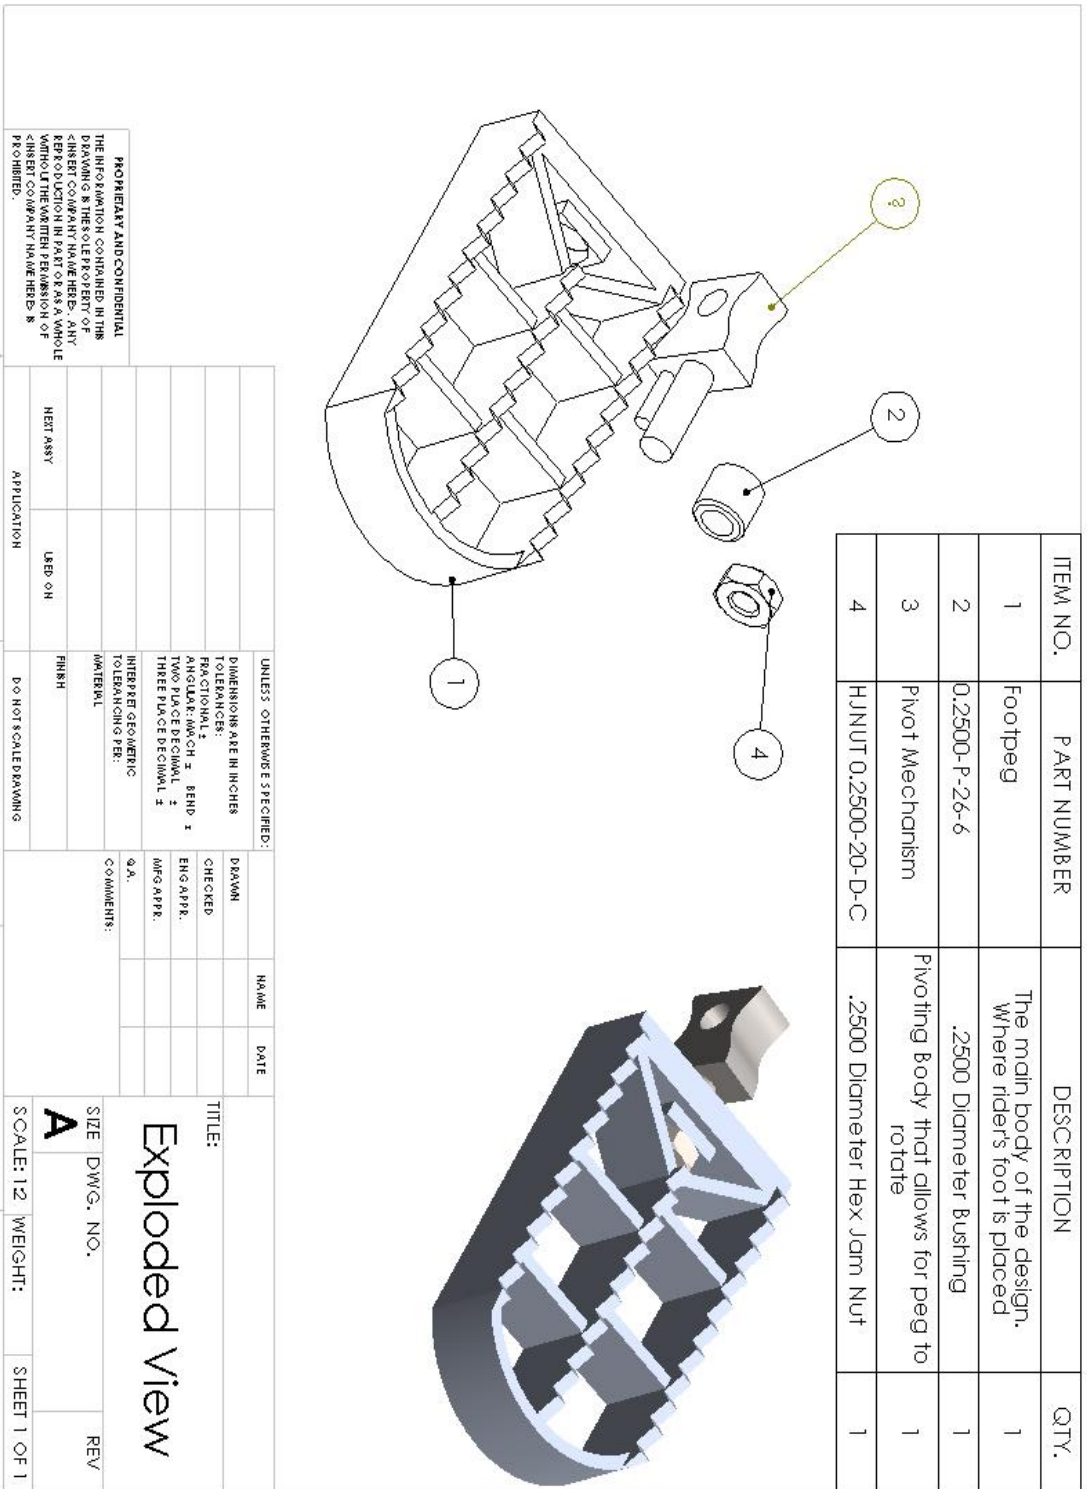 ITEM NO. PART NUMBER DESCRIPTION QTY.
1 Footpeg The main body of the design.
Where rider's foot is placed 1
2 0.2500-P-26-6 .2500 Diameter Bushing 1
3 Pivot Mechanism Pivoting Body that allows for peg to
rotate 1
4 HJNUT 0.2500-20-D-C .2500 Diameter Hex Jam Nut 1
?
2
4
1
PROPRIETARY AND CONFIDENTIAL
THE INFORMATION CONTAINED IN THIS
DRAWING IS THE SOLE PROPERTY OF
<INSERT COMPANY NAME HERE>. ANY
REPRODUCTION IN PART OR AS A WHOLE
WITHOUT THE WRITTEN PERMISSION OF
<INSERT COMPANY NAME HERE> IS
PROHIBITED.
NEXT ASSY
USED ON
APPLICATION
UNLESS OTHERWISE SPECIFIED:
DIMENSIONS ARE IN INCHES
TOLERANCES:
FRACTIONAL ±
ANGULAR: MACH ± BEND ±
TWO PLACE DECIMAL ±
THREE PLACE DECIMAL ±
INTERPRET GEOMETRIC
TOLERANCING PER:
MATERIAL
FINISH
DO NOT SCALE DRAWING
NAME DATE
DRAWN
CHECKED
ENG APPR.
MFG APPR.
Q.A.
COMMENTS:
TITLE:
Exploded View
SIZE DWG. NO. REV
A
SCALE: 1:2 WEIGHT: SHEET 1 OF 1